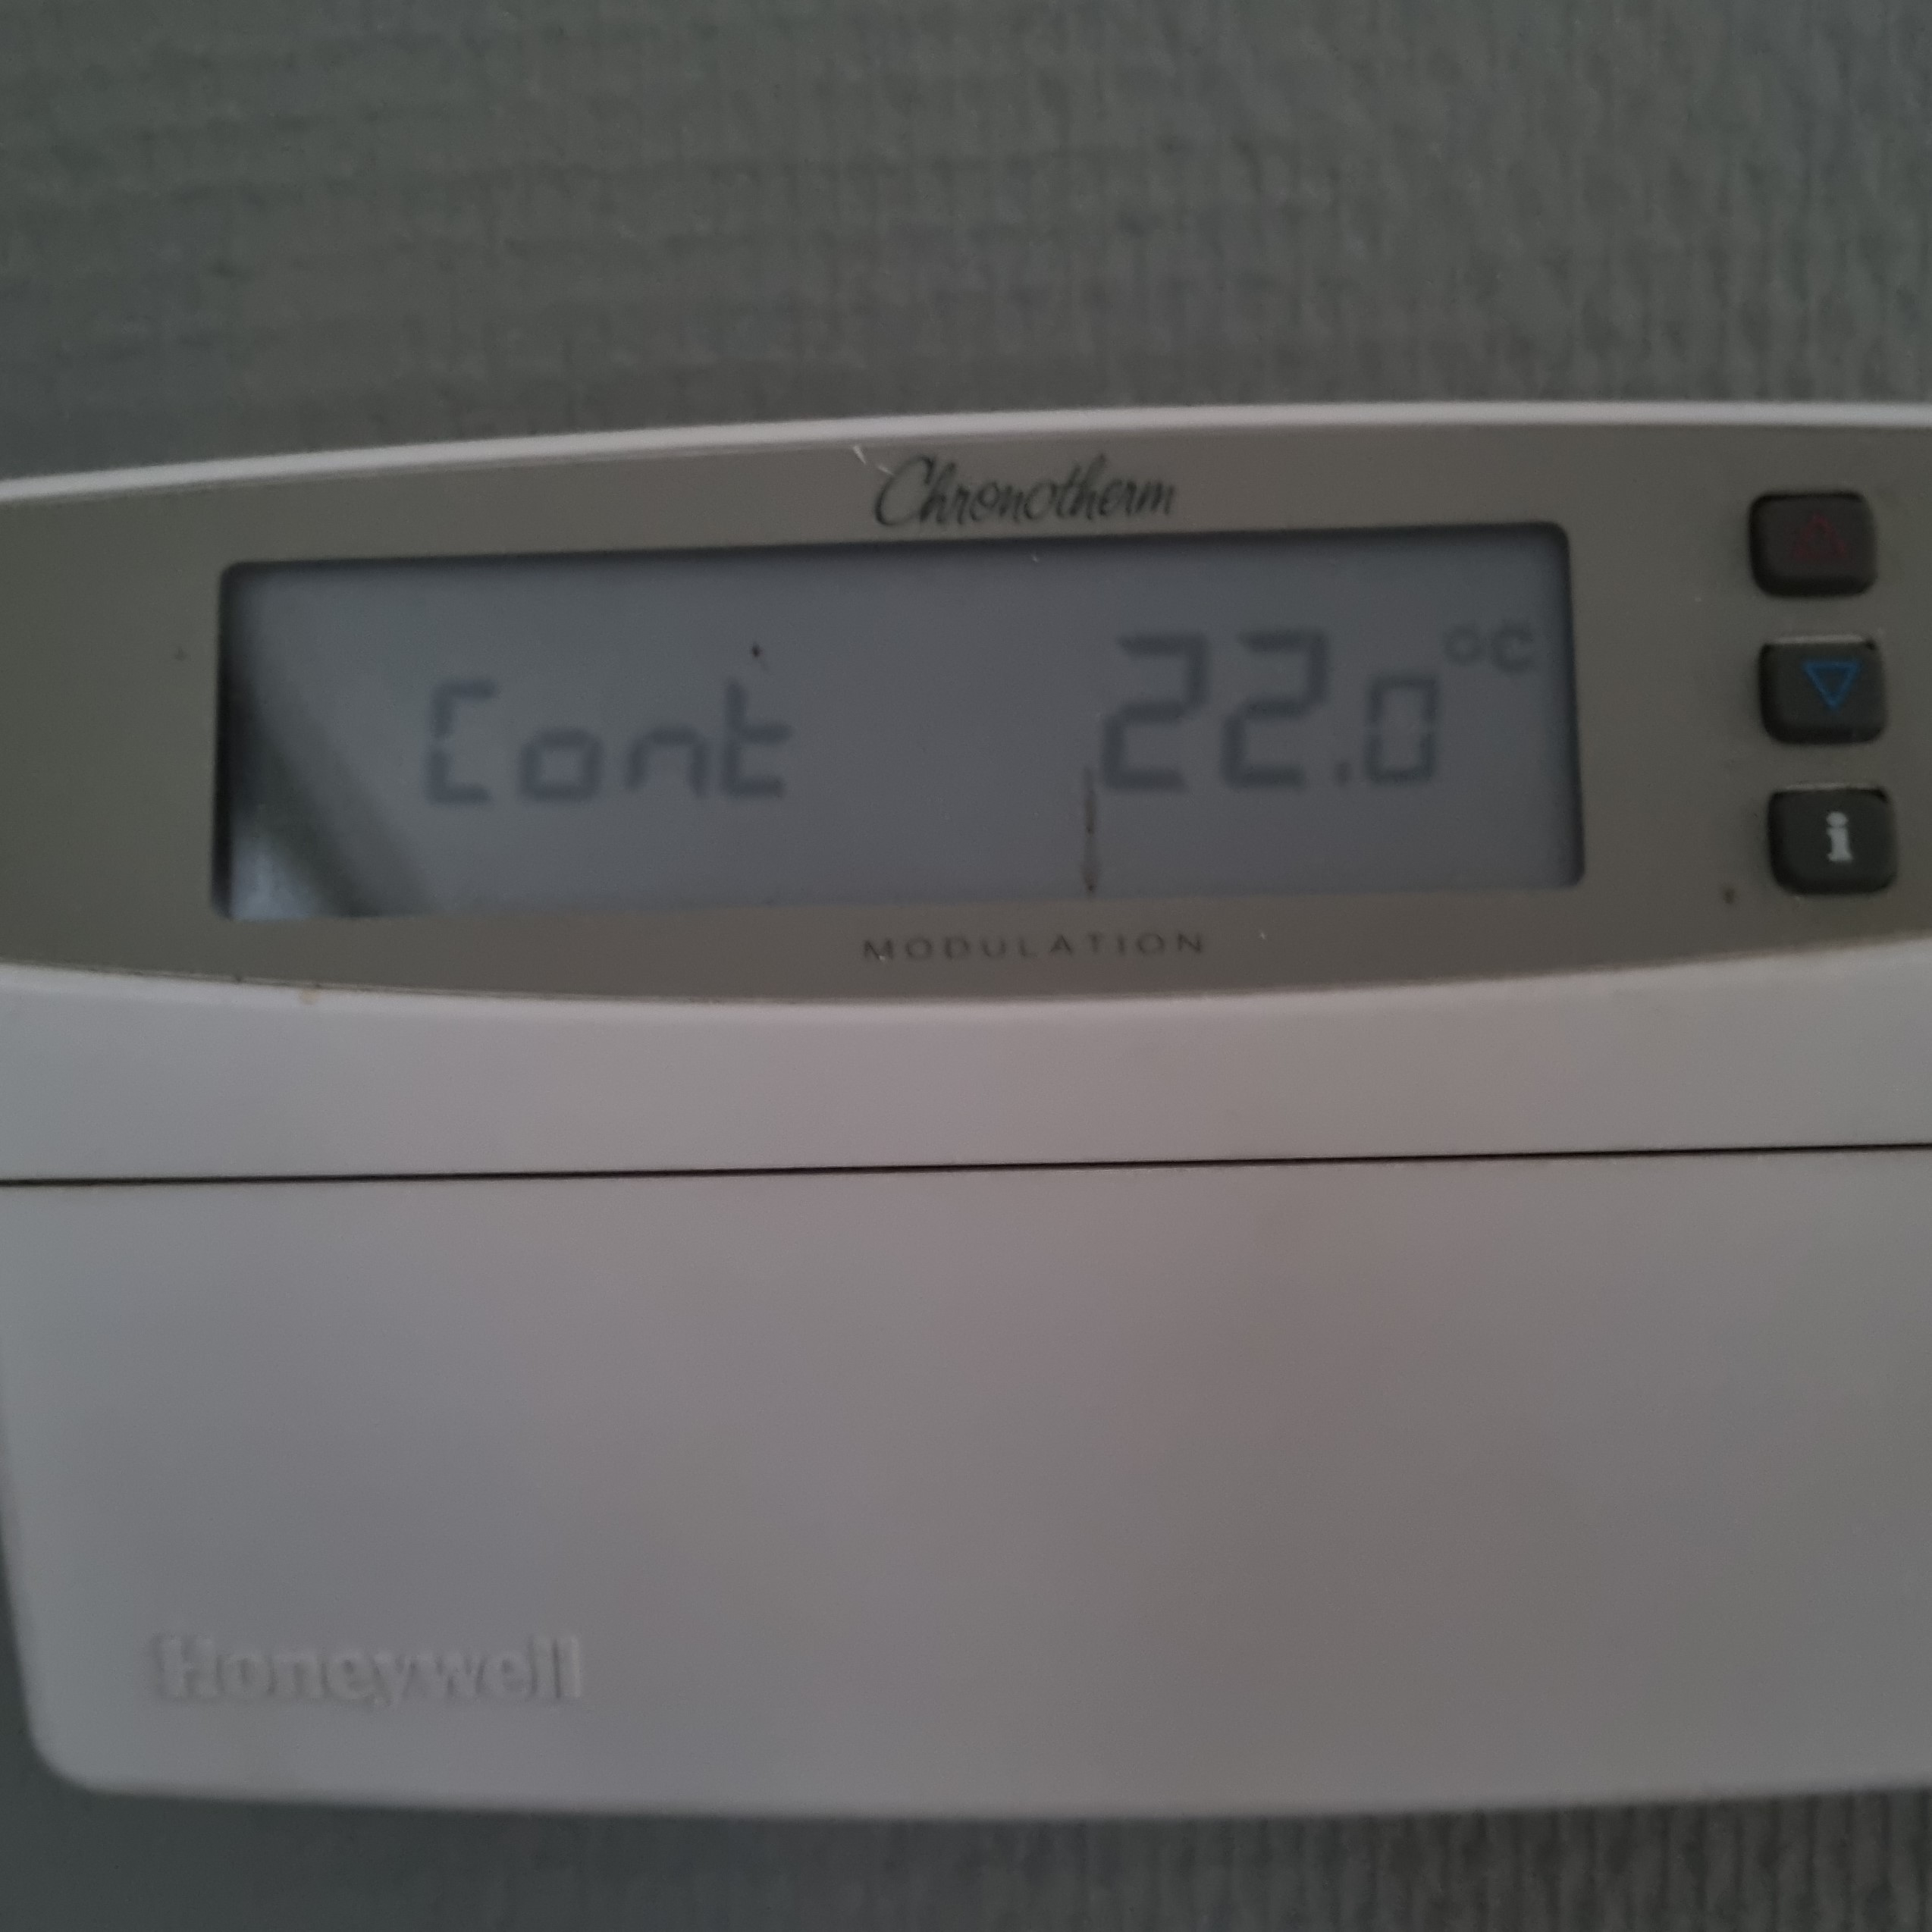 Chronotherm
Cont 22.0 °C
i
MODULATION
Honeywell